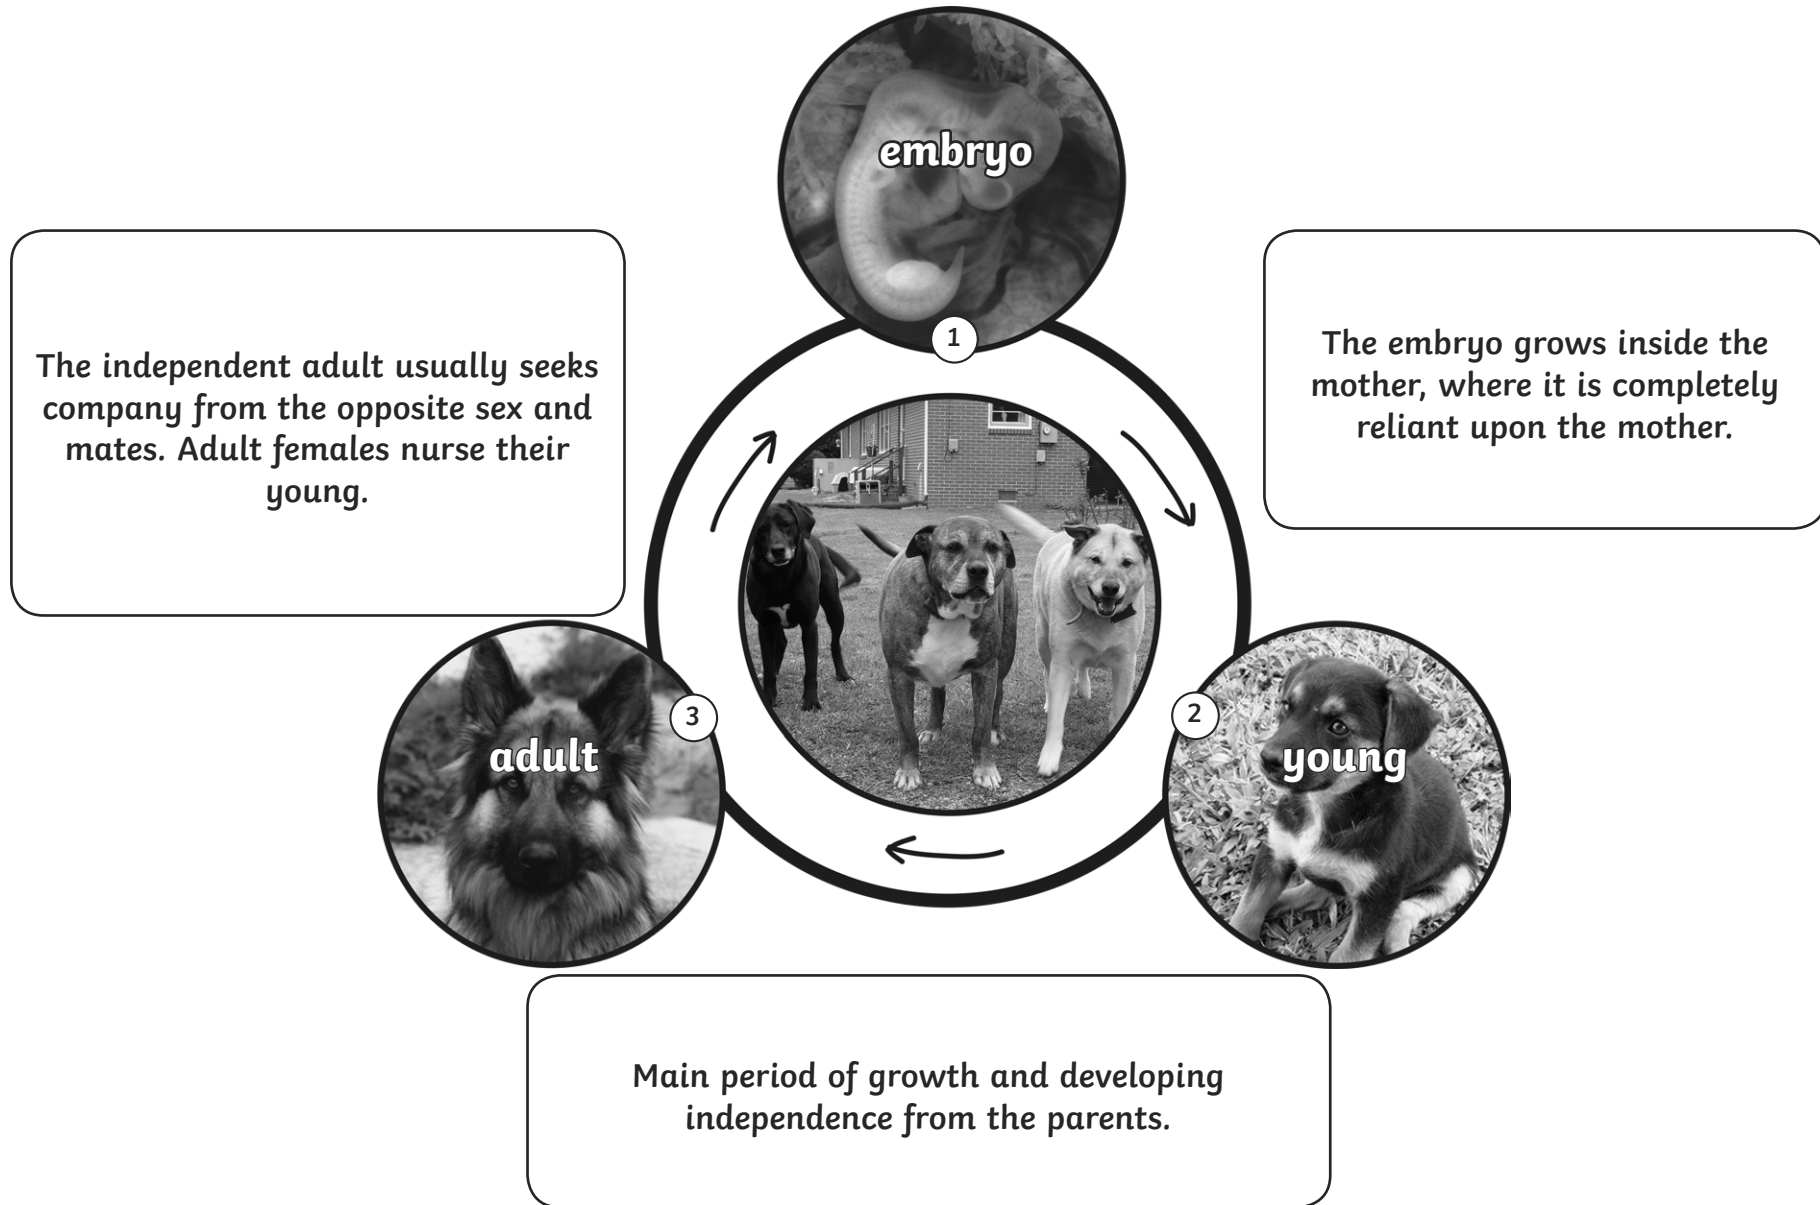 embryo
1
The embryo grows inside the
mother, where it is completely
reliant upon the mother.
2
young
Main period of growth and developing
independence from the parents.
3
adult
The independent adult usually seeks
company from the opposite sex and
mates. Adult females nurse their
young.